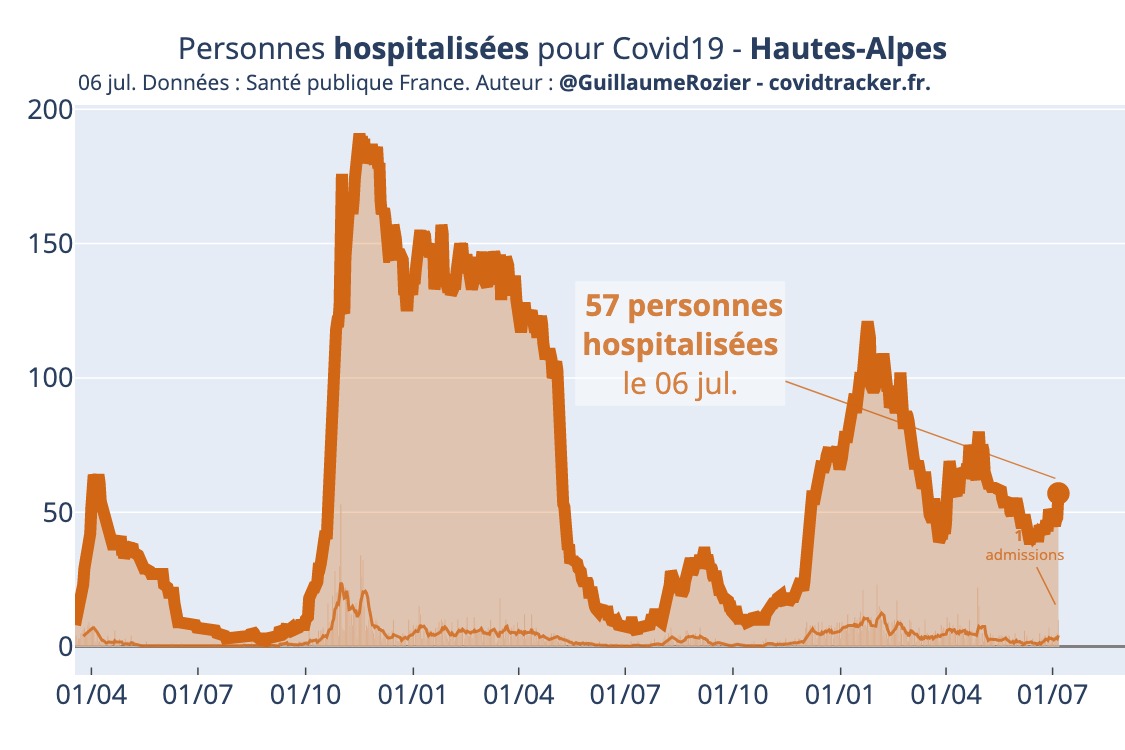 Personnes hospitalisées pour Covid19 - Hautes-Alpes
06 jul. Données : Santé publique France. Auteur : @GuillaumeRozier - covidtracker.fr.
200
150
100
50
0
57 personnes
hospitalisées
le 06 jul.
admissions
01/04 01/07 01/10 01/01 01/04 01/07 01/10 01/01 01/04 01/07